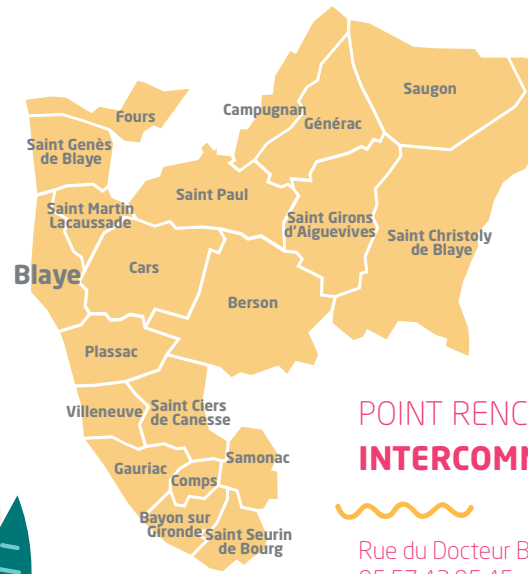 Saugon
Campugnan
Fours
Générac
Saint Genès
de Blaye
Saint Paul
Saint Martin
Lacaussade
Saint Girons
d'Aiguevives
Saint Christoly
de Blaye
Blaye
Cars
Berson
Plassac
Villeneuve
Saint Ciers
de Canesse
POINT RENC
INTERCOMM
Gauriac
Samonac
Comps
Bayon sur
Gironde
Saint Seurin
de Bourg
Rue du Docteur B